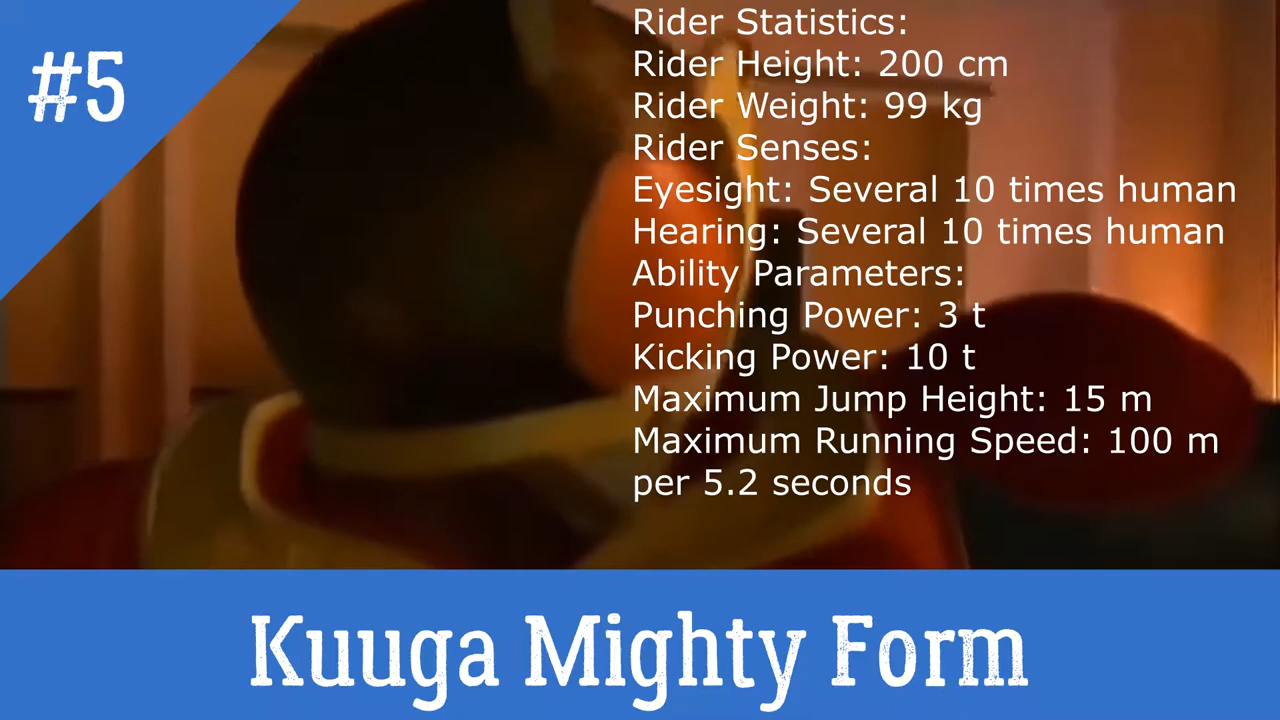 #5
Rider Statistics:
Rider Height: 200 cm
Rider Weight: 99 kg
Rider Senses:
Eyesight: Several 10 times human
Hearing: Several 10 times human
Ability Parameters:
Punching Power: 3 t
Kicking Power: 10 t
Maximum Jump Height: 15 m
Maximum Running Speed: 100 m
per 5.2 seconds
Kuuga Mighty Form